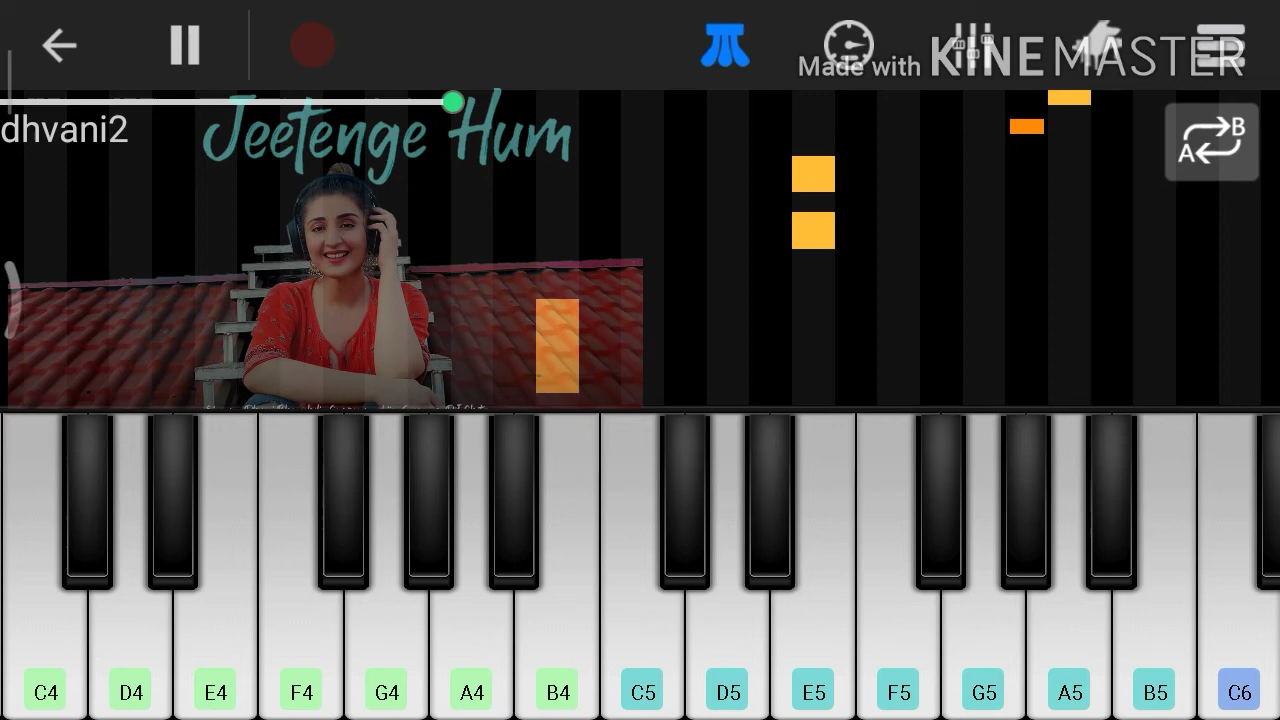 Made with KINEMASTER
dhvani2
Jeetenge Hum
A B
C4 D4 E4 F4 G4 A4 B4 C5 D5 E5 F5 G5 A5 B5 C6